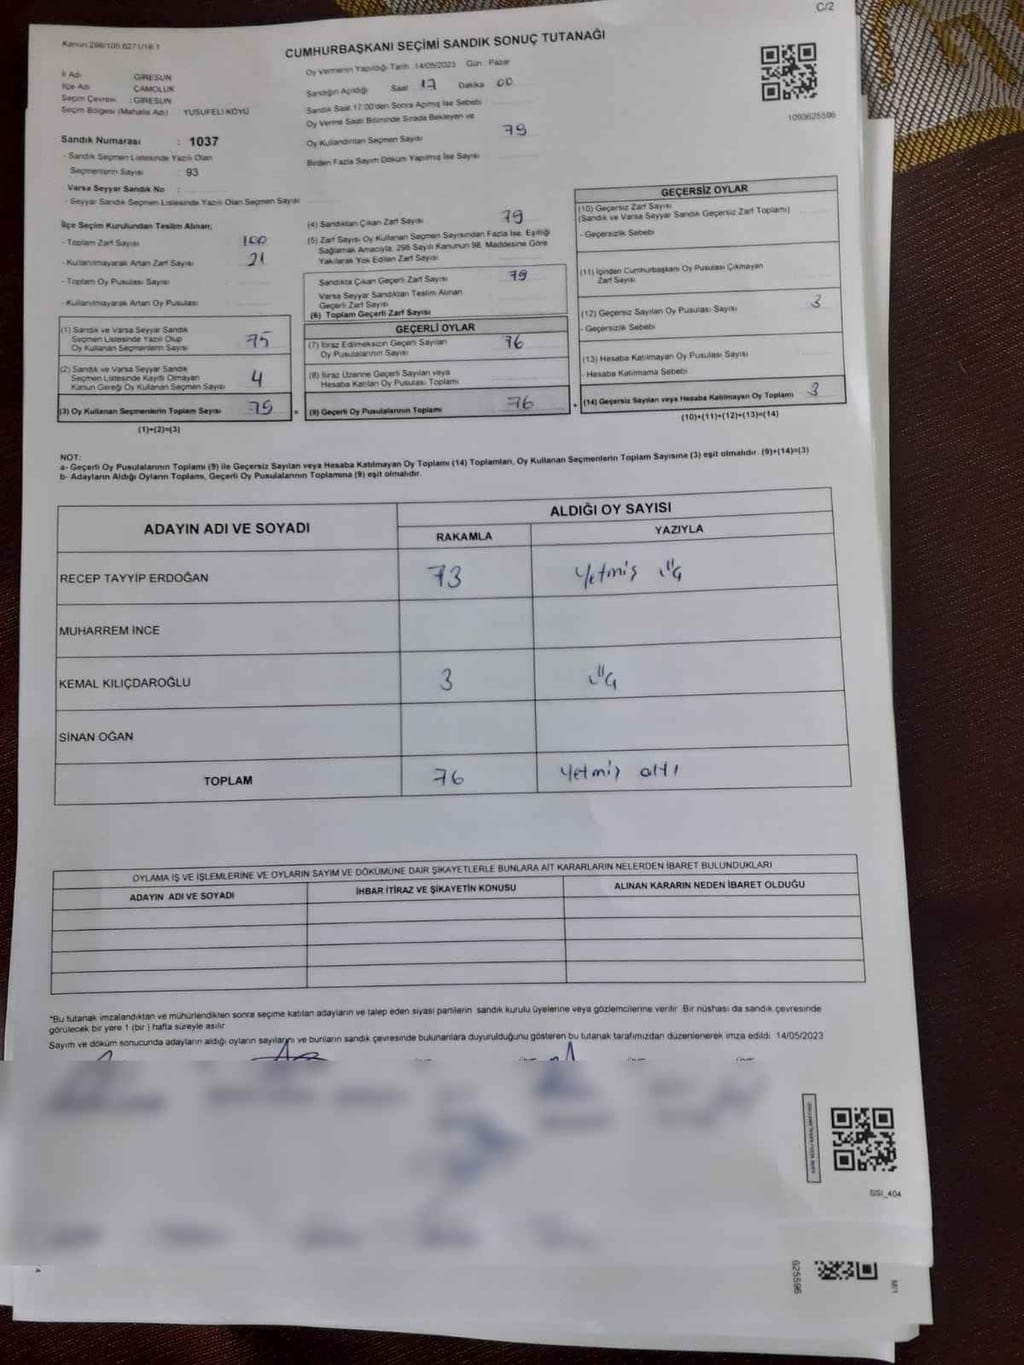 C/2
Kanun:298/105.6271/18.1
CUMHURBAŞKANI SEÇİMİ SANDIK SONUÇ TUTANAĞI
İl Adı : GİRESUN
İlçe Adı : ÇAMOLUK
Seçim Çevresi : GİRESUN
Seçim Bölgesi (Mahalle Adı) : YUSUFELİ KÖYÜ
Oy Vermenin Yapıldığı Tarih :14/05/2023 Gün : Pazar
Sandığın Açıldığı Saat 17 Dakika 00
Sandık Saat 17:00'den Sonra Açılmış İse Sebebi
Oy Verme Saati Bitiminde Sırada Bekleyen ve
Oy Kullandırılan Seçmen Sayısı 79
Birden Fazla Sayım Döküm Yapılmış İse Sayısı
1093625596
Sandık Numarası : 1037
- Sandık Seçmen Listesinde Yazılı Olan
Seçmenlerin Sayısı : 93
Varsa Seyyar Sandık No :
- Seyyar Sandık Seçmen Listesinde Yazılı Olan Seçmen Sayısı
İlçe Seçim Kurulundan Teslim Alınan;
- Toplam Zarf Sayısı 100
- Kullanılmayarak Artan Zarf Sayısı 21
- Toplam Oy Pusulası Sayısı
- Kullanılmayarak Artan Oy Pusulası
(1) Sandık ve Varsa Seyyar Sandık
Seçmen Listesinde Yazılı Olup
Oy Kullanan Seçmenlerin Sayısı 75
(2) Sandık ve Varsa Seyyar Sandık
Seçmen Listesinde Kayıtlı Olmayan
Kanun Gereği Oy Kullanan Seçmen Sayısı 4
(3) Oy Kullanan Seçmenlerin Toplam Sayısı 79
(1)+(2)=(3)
(4) Sandıktan Çıkan Zarf Sayısı 79
(5) Zarf Sayısı Oy Kullanan Seçmen Sayısından Fazla İse, Eşitliği
Sağlamak Amacıyla, 298 Sayılı Kanunun 98. Maddesine Göre
Yakılarak Yok Edilen Zarf Sayısı
Sandıkta Çıkan Geçerli Zarf Sayısı 79
Varsa Seyyar Sandıktan Teslim Alınan
Geçerli Zarf Sayısı
(6) Toplam Geçerli Zarf Sayısı
GEÇERLİ OYLAR
(7) İtiraz Edilmeksizin Geçerli Sayılan
Oy Pusulalarının Sayısı 76
(8) İtiraz Üzerine Geçerli Sayılan veya
Hesaba Katılan Oy Pusulası Toplamı
(9) Geçerli Oy Pusulalarının Toplamı 76
GEÇERSİZ OYLAR
(10) Geçersiz Zarf Sayısı
(Sandık ve Varsa Seyyar Sandık Geçersiz Zarf Toplamı)
- Geçersizlik Sebebi
(11) İçinden Cumhurbaşkanı Oy Pusulası Çıkmayan
Zarf Sayısı
(12) Geçersiz Sayılan Oy Pusulası Sayısı 3
- Geçersizlik Sebebi
(13) Hesaba Katılmayan Oy Pusulası Sayısı
- Hesaba Katılmama Sebebi
(14) Geçersiz Sayılan veya Hesaba Katılmayan Oy Toplamı 3
(10)+(11)+(12)+(13)=(14)
NOT:
a- Geçerli Oy Pusulalarının Toplamı (9) ile Geçersiz Sayılan veya Hesaba Katılmayan Oy Toplamı (14) Toplamları, Oy Kullanan Seçmenlerin Toplam Sayısına (3) eşit olmalıdır. (9)+(14)=(3)
b- Adayların Aldığı Oyların Toplamı, Geçerli Oy Pusulalarının Toplamına (9) eşit olmalıdır.
ADAYIN ADI VE SOYADI
ALDIĞI OY SAYISI
RAKAMLA YAZIYLA
RECEP TAYYİP ERDOĞAN 73 Yetmiş üç
MUHARREM İNCE
KEMAL KILIÇDAROĞLU 3 üç
SİNAN OĞAN
TOPLAM 76 yetmiş altı
OYLAMA İŞ VE İŞLEMLERİNE VE OYLARIN SAYIM VE DÖKÜMÜNE DAİR ŞİKAYETLERLE BUNLARA AİT KARARLARIN NELERDEN İBARET BULUNDUKLARI
ADAYIN ADI VE SOYADI İHBAR İTİRAZ VE ŞİKAYETİN KONUSU ALINAN KARARIN NEDEN İBARET OLDUĞU
*Bu tutanak imzalandıktan ve mühürlendikten sonra seçime katılan adayların ve talep eden siyasi partilerin sandık kurulu üyelerine veya gözlemcilerine verilir. Bir nüshası da sandık çevresinde
görülecek bir yere 1 (bir ) hafta süreyle asılır.
Sayım ve döküm sonucunda adayların aldığı oyların sayılarını ve bunların sandık çevresinde bulunanlara duyurulduğunu gösteren bu tutanak tarafımızdan düzenlenerek imza edildi. 14/05/2023
SSI_404
625596